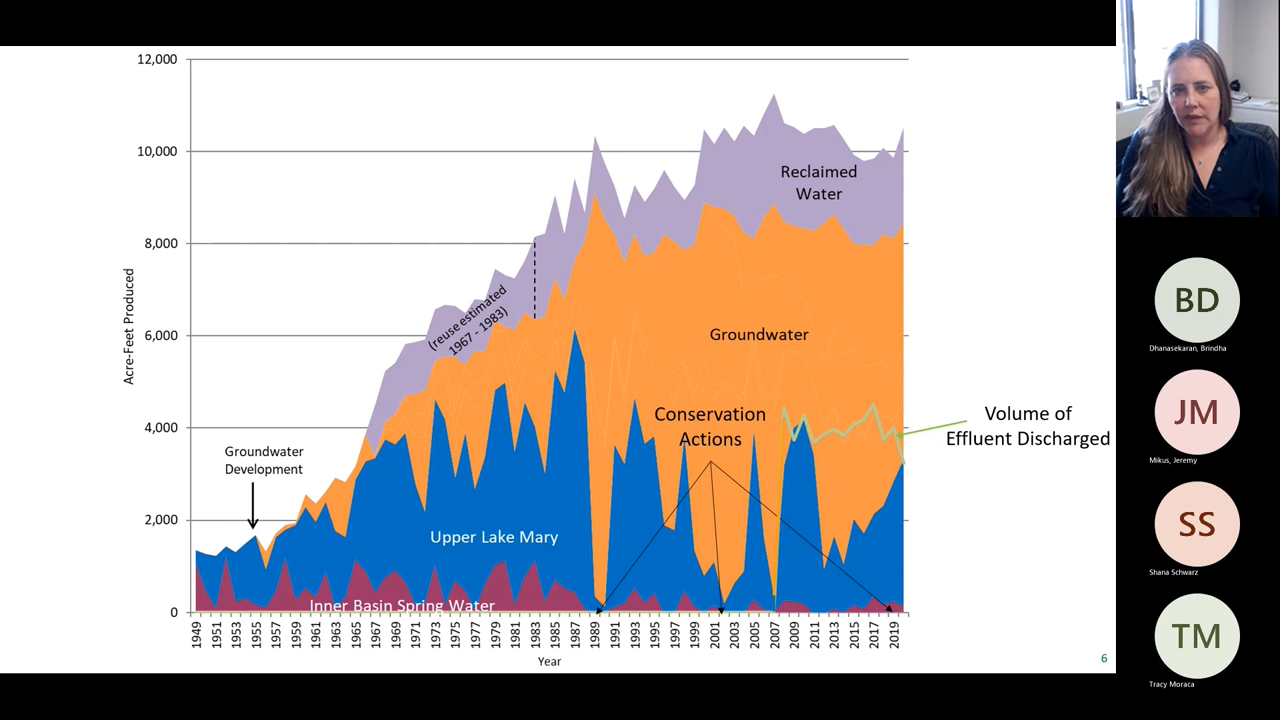 12,000
10,000
8,000
6,000
4,000
2,000
0
Acre-Feet Produced
Reclaimed
Water
(reuse estimated
1967 - 1983)
Groundwater
Conservation
Actions
Volume of
Effluent Discharged
Groundwater
Development
Upper Lake Mary
Inner Basin Spring Water
1949
1951
1953
1955
1957
1959
1961
1963
1965
1967
1969
1971
1973
1975
1977
1979
1981
1983
1985
1987
1989
1991
1993
1995
1997
1999
2001
2003
2005
2007
2009
2011
2013
2015
2017
2019
Year
6
BD
Dhanasekaran, Brindha
JM
Mikus, Jeremy
SS
Shana Schwarz
TM
Tracy Moraca